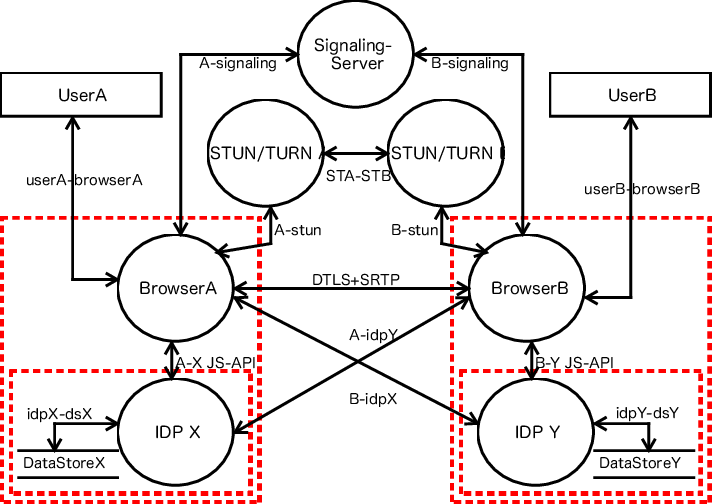 Signaling-
Server
A-signaling
B-signaling
UserA
UserB
STUN/TURN
STUN/TURN
STA-STB
userA-browserA
userB-browserB
A-stun
B-stun
BrowserA
DTLS+SRTP
BrowserB
A-idpY
A-X JS-API
B-Y JS-API
B-idpX
idpX-dsX
idpY-dsY
IDP X
IDP Y
DataStoreX
DataStoreY